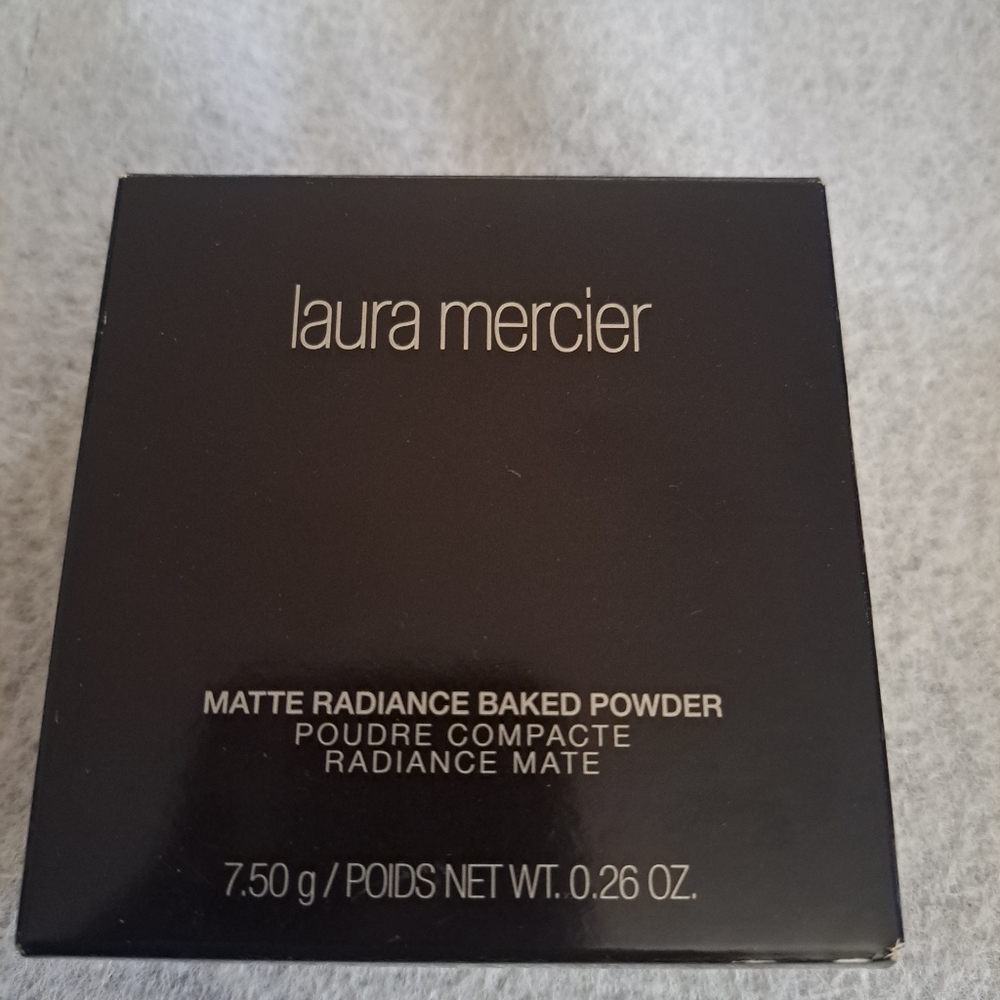 laura mercier
MATTE RADIANCE BAKED POWDER
POUDRE COMPACTE
RADIANCE MATE
7.50 g / POIDS NET WT. 0.26 OZ.